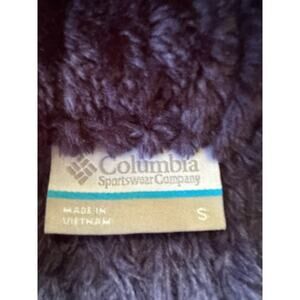 Columbia
Sportswear Company
MADE IN
VIETNAM
S